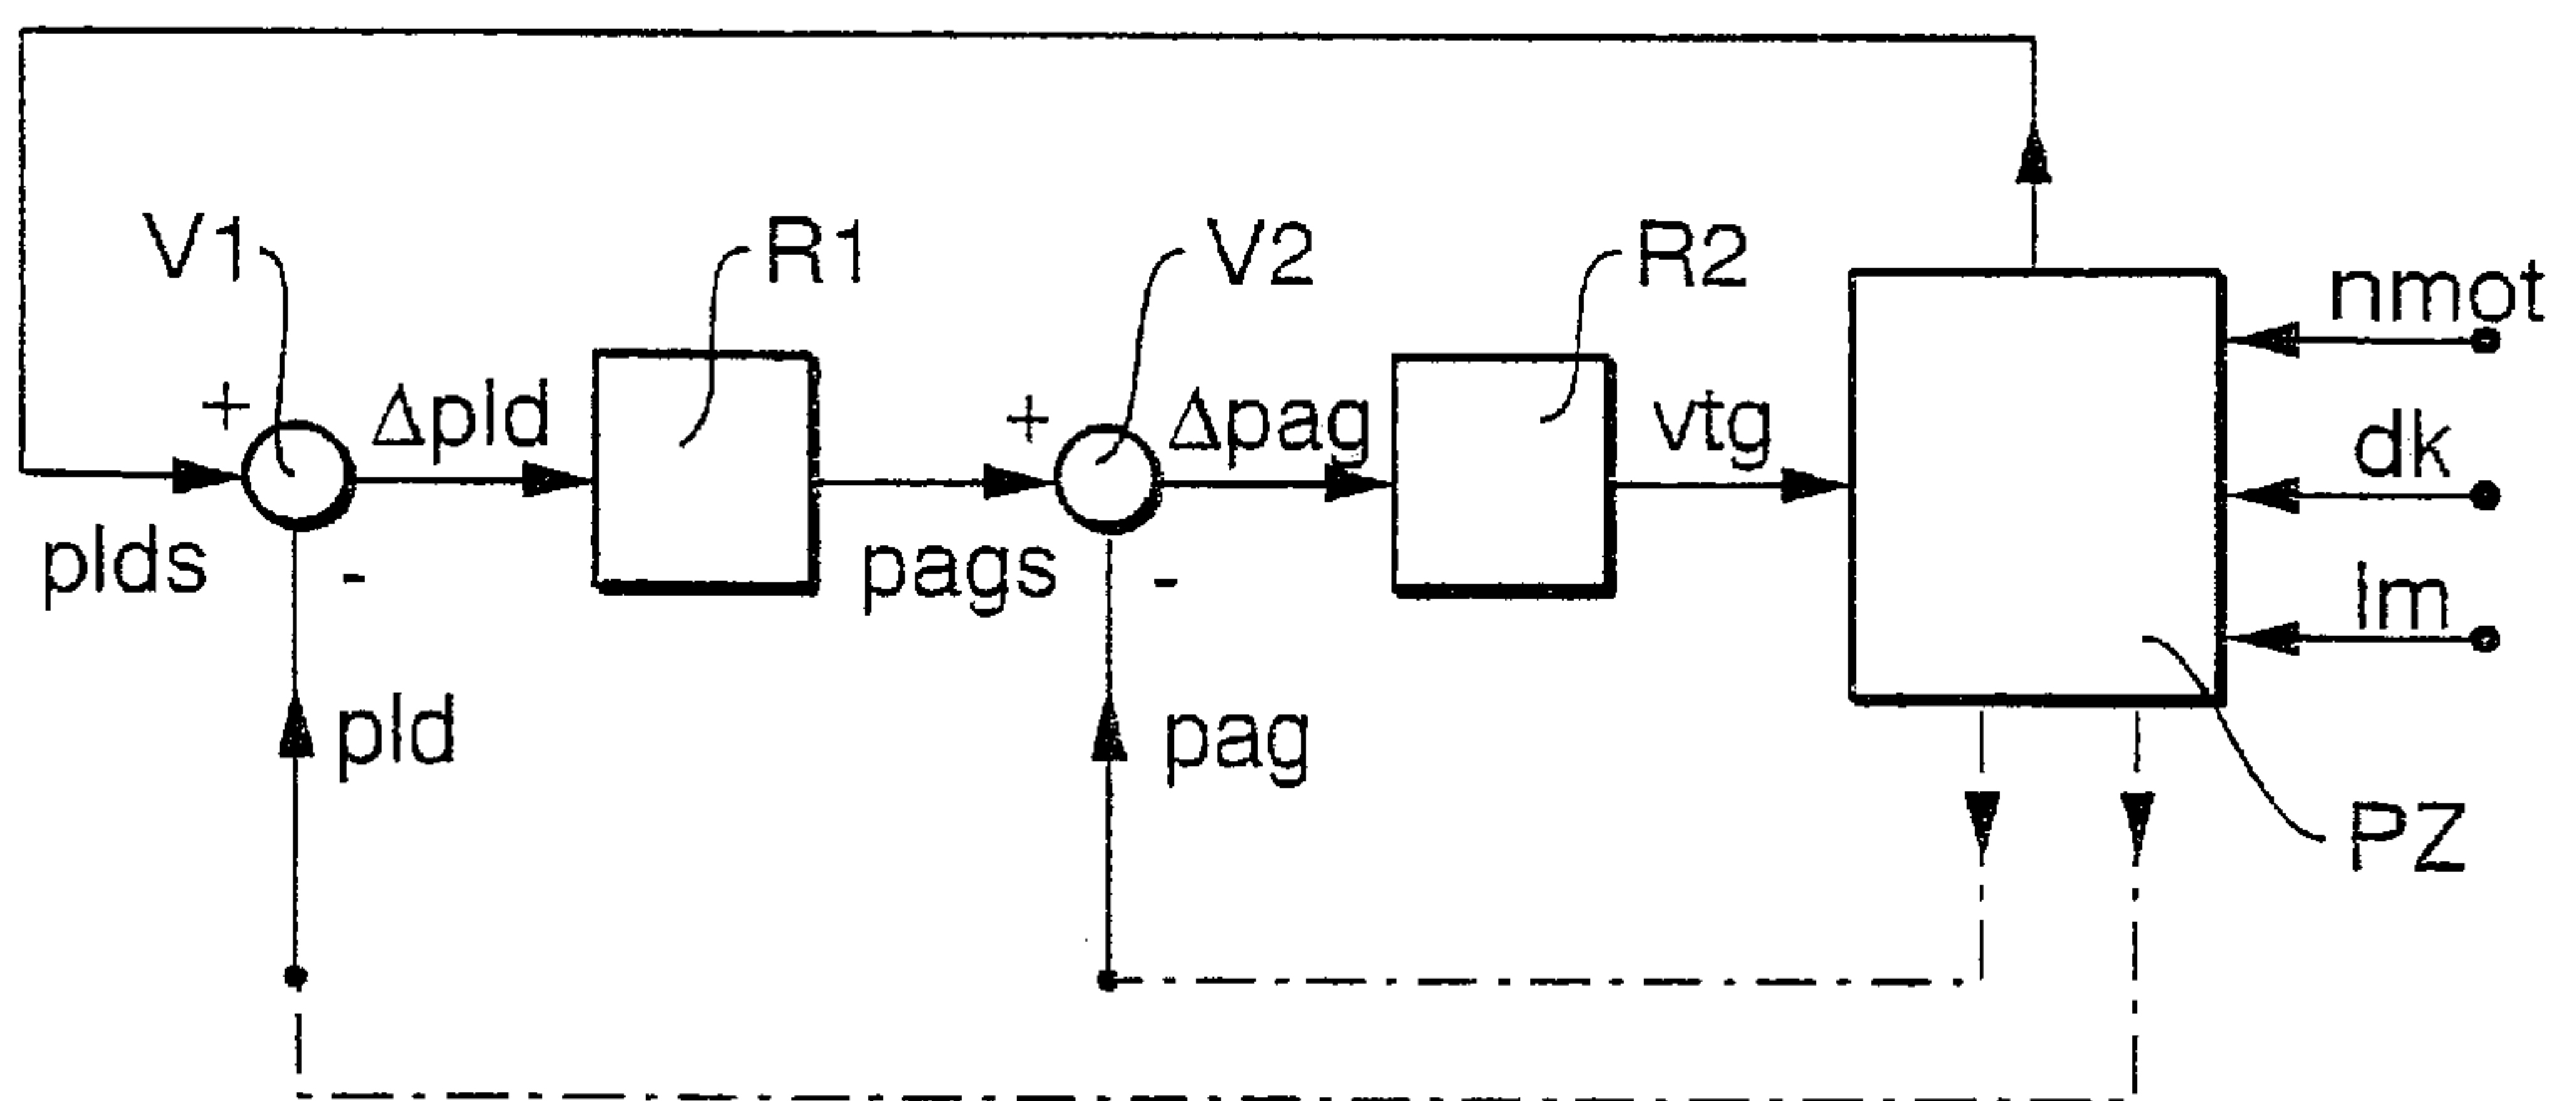 V1
R1
V2
R2
nmot
+
Δpld
+
Δpag
vtg
dk
plds
-
pags
-
lm
pld
pag
PZ